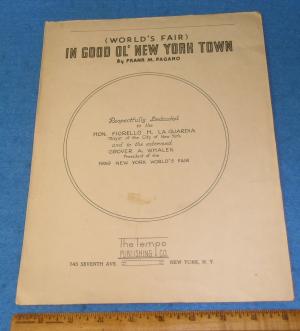 (WORLD'S FAIR)
IN GOOD OL' NEW YORK TOWN
By FRANK M. PAGANO
Respectfully Dedicated
to the
HON. FIORELLO H. LA GUARDIA
Mayor of the City of New York
and to the esteemed
GROVER A. WHALEN
President of the
1939 NEW YORK WORLD'S FAIR
The Tempo
PUBLISHING CO.
745 SEVENTH AVE. NEW YORK, N. Y.